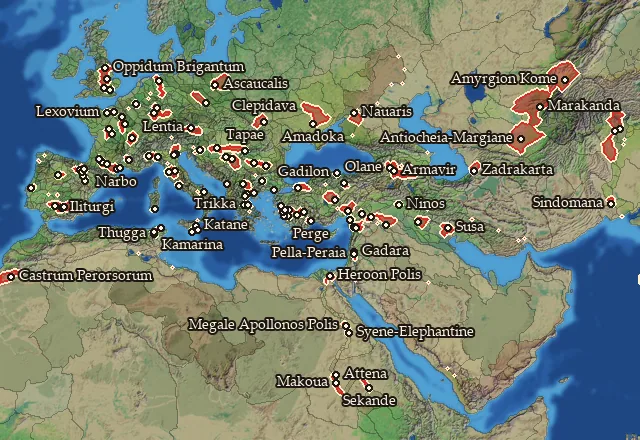 Oppidum Brigantum
Ascaucalis
Amyrgion Kome
Lexovium
Clepidava
Nauaris
Marakanda
Lentia
Tapae
Amadoka
Antiocheia-Margiane
Gadilon
Olane
Armavir
Zadrakarta
Narbo
Iliturgi
Trikka
Ninos
Sindomana
Thugga
Katane
Kamarina
Perge
Susa
Pella-Peraia
Gadara
Castrum Perorsorum
Heroon Polis
Megale Apollonos Polis
Syene-Elephantine
Makoua
Attena
Sekande